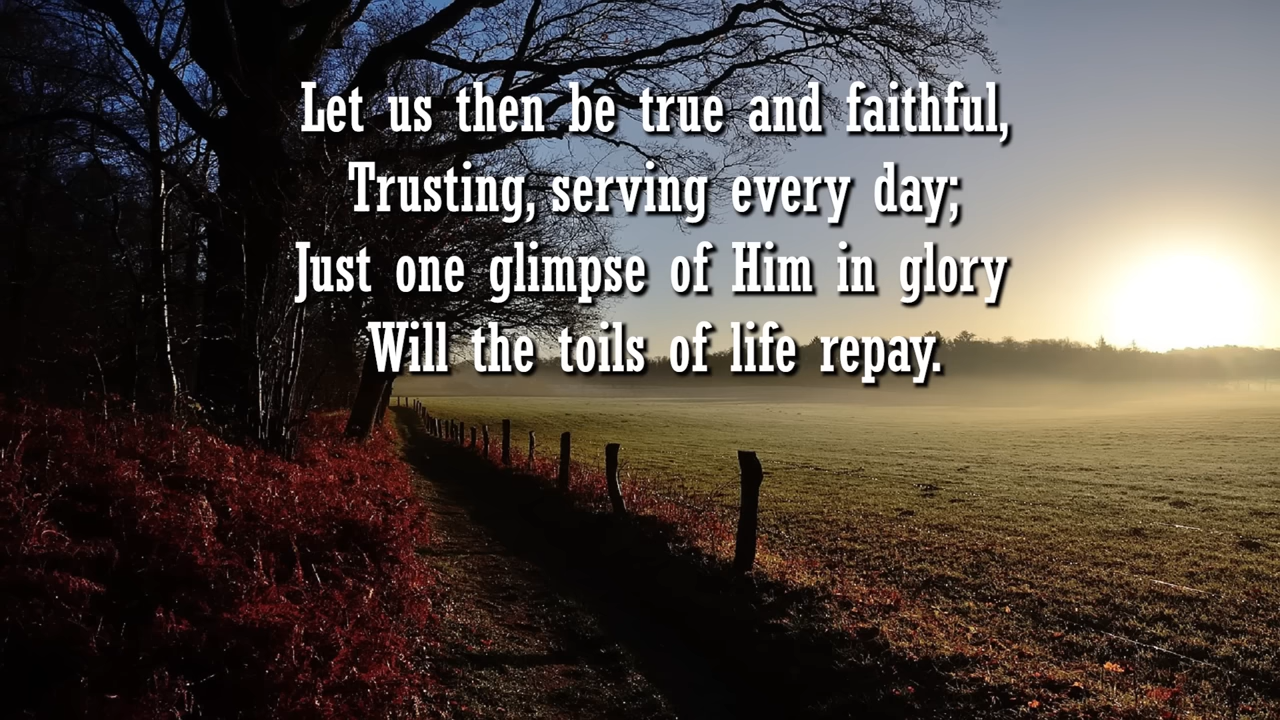 Let us then be true and faithful,
Trusting, serving every day;
Just one glimpse of Him in glory
Will the toils of life repay.